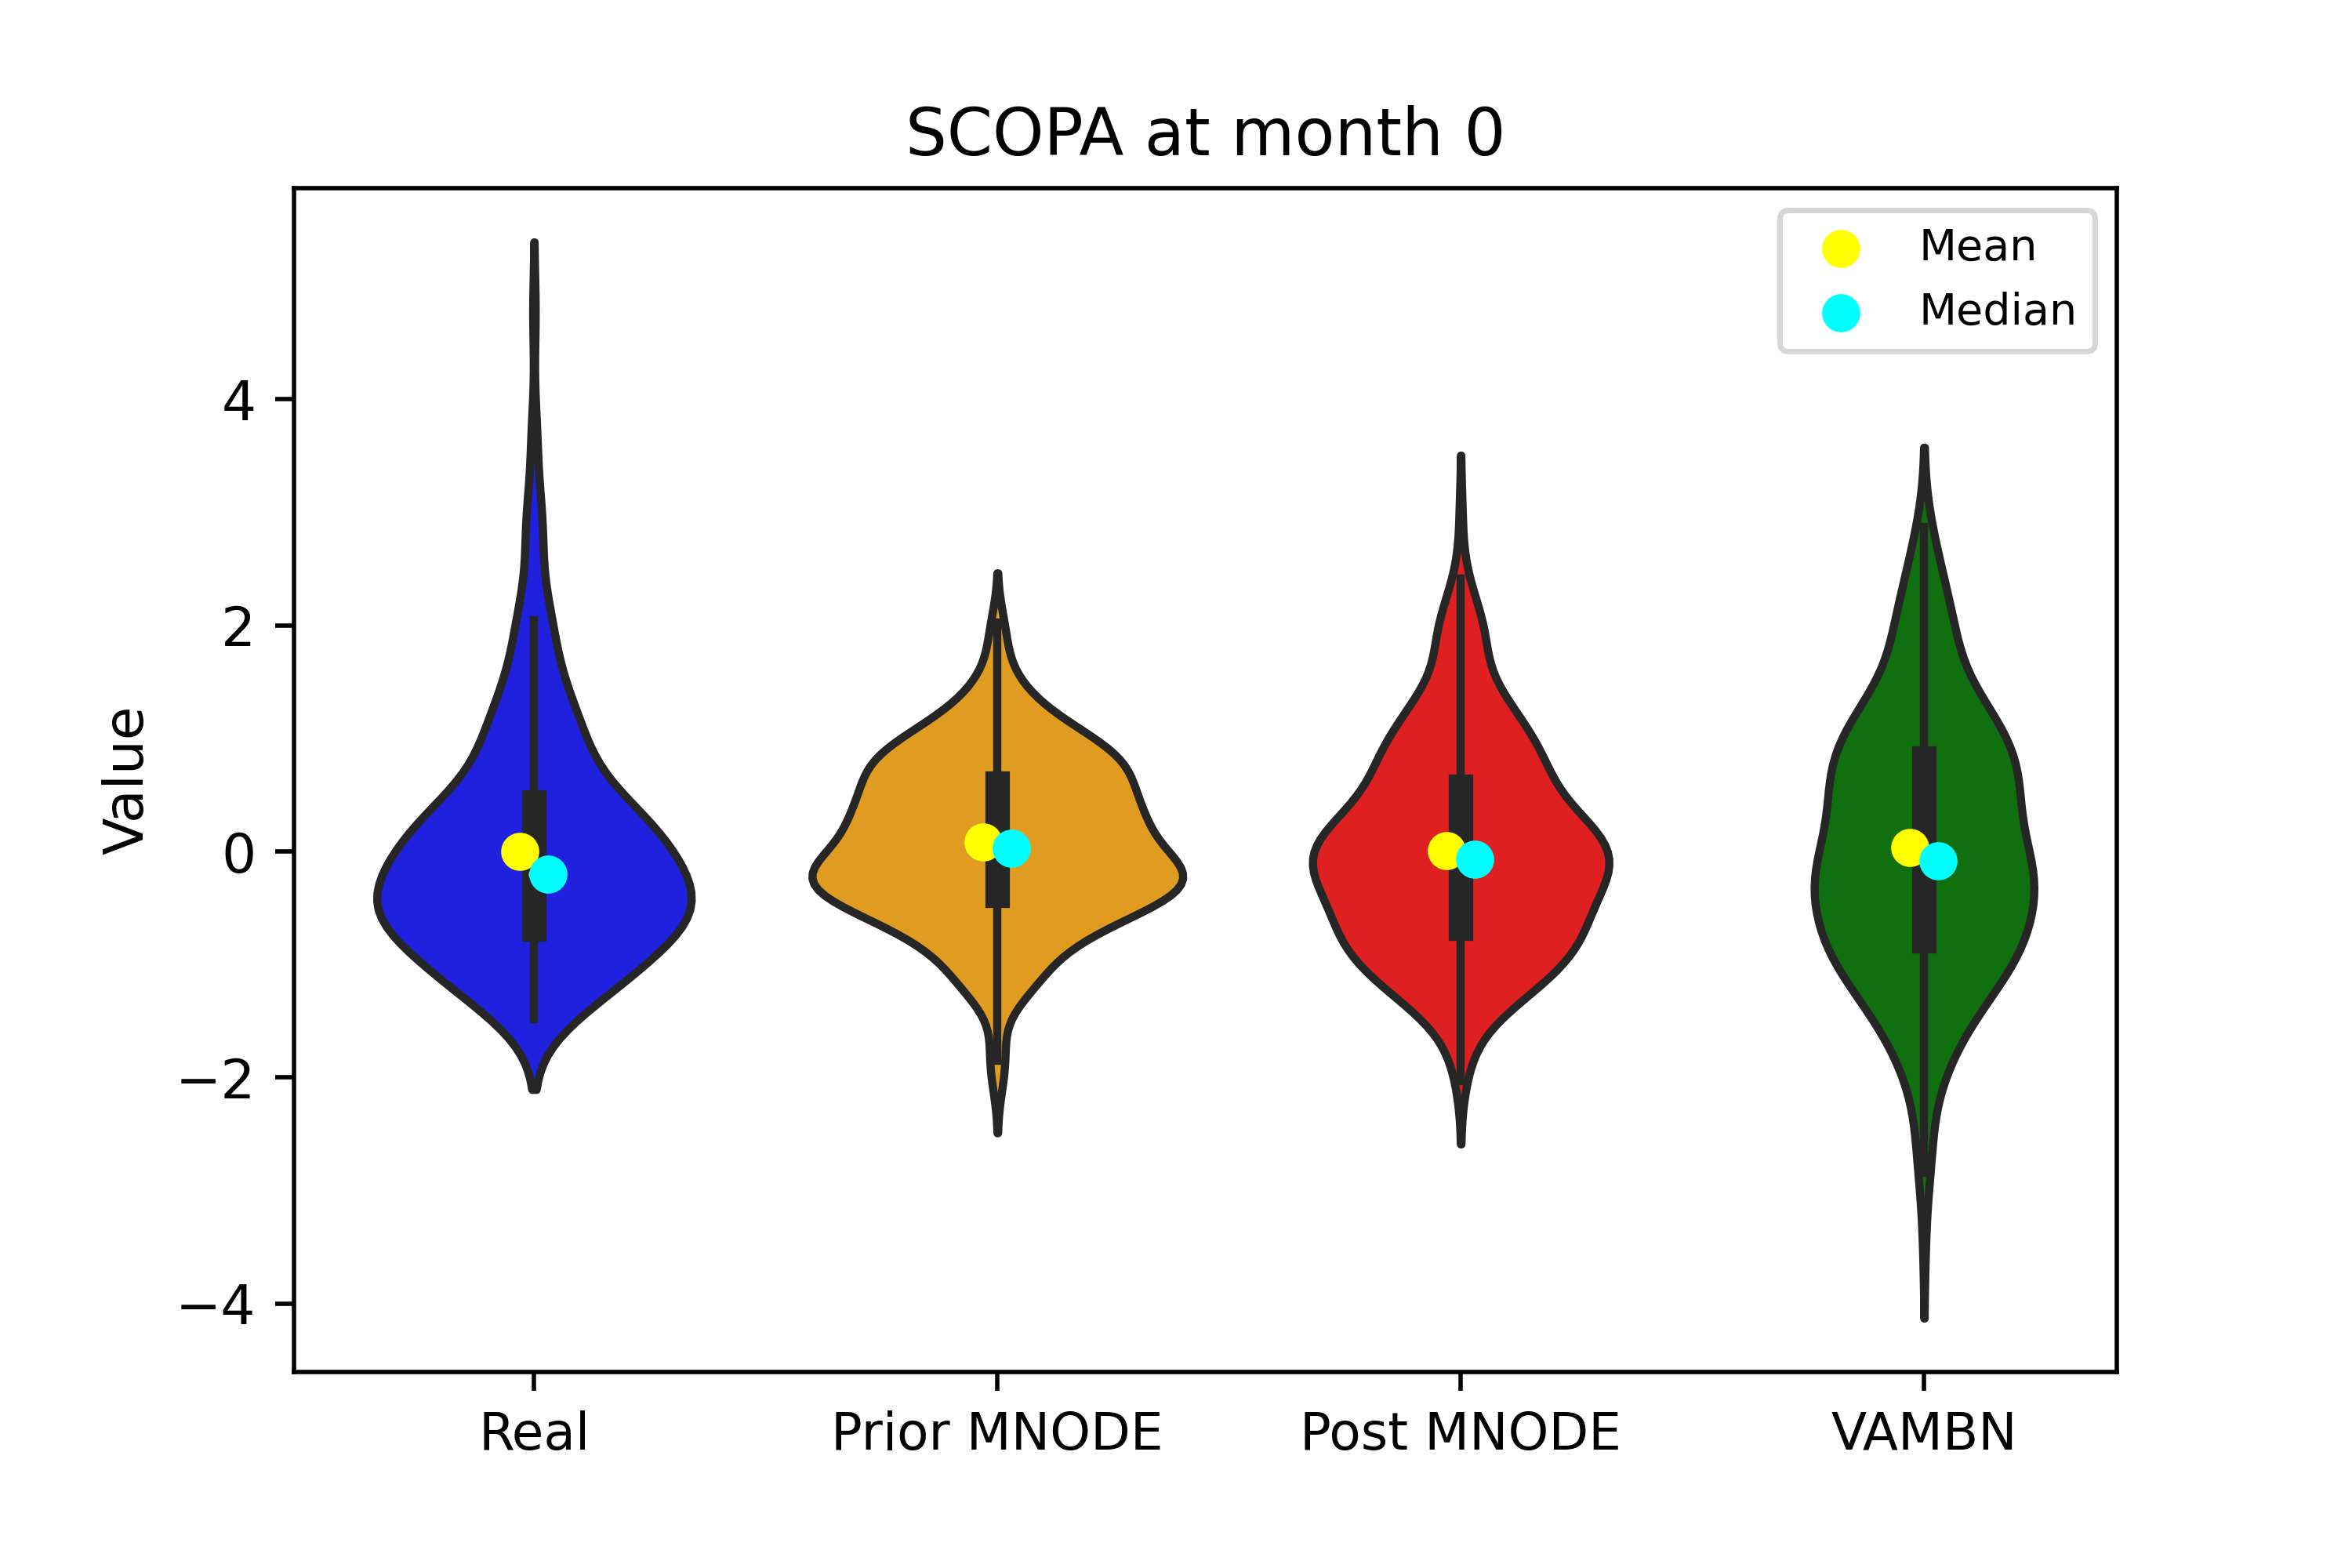 SCOPA at month 0
Mean
Median
Value
4
2
0
−2
−4
Real
Prior MNODE
Post MNODE
VAMBN